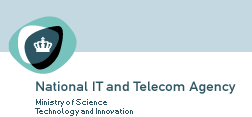 National IT and Telecom Agency
Ministry of Science
Technology and Innovation